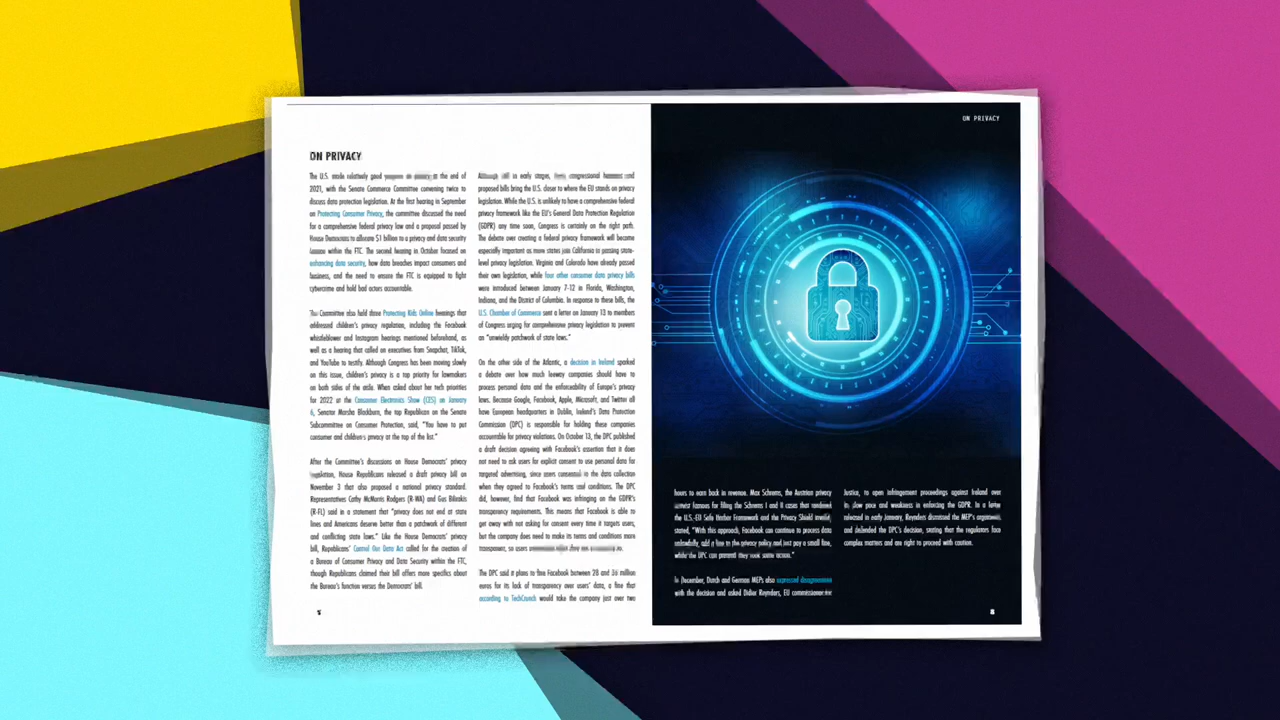 ON PRIVACY
ON PRIVACY
The U.S. made relatively good progress on privacy at the end of
2021, with the Senate Commerce Committee convening twice to
discuss data protection legislation. At the first hearing in September
on Protecting Consumer Privacy, the committee discussed the need
for a comprehensive federal privacy law and a proposal passed by
House Democrats to allocate $1 billion to a privacy and data security
bureau within the FTC. The second hearing in October focused on
enhancing data security, how data breaches impact consumers and
business, and the need to ensure the FTC is equipped to fight
cybercrime and hold bad actors accountable.
The Committee also held three Protecting Kids Online hearings that
addressed children's privacy regulation, including the Facebook
whistleblower and Instagram hearings mentioned beforehand, as
well as a hearing that called on executives from Snapchat, TikTok,
and YouTube to testify. Although Congress has been moving slowly
on this issue, children's privacy is a top priority for lawmakers
on both sides of the aisle. When asked about her tech priorities
for 2022 at the Consumer Electronics Show (CES) on January
6, Senator Marsha Blackburn, the top Republican on the Senate
Subcommittee on Consumer Protection, said, "You have to put
consumer and children's privacy at the top of the list."
After the Committee's discussions on House Democrats' privacy
legislation, House Republicans released a draft privacy bill on
November 3 that also proposed a national privacy standard.
Representatives Cathy McMorris Rodgers (R-WA) and Gus Bilirakis
(R-FL) said in a statement that "privacy does not end at state
lines and Americans deserve better than a patchwork of different
and conflicting state laws." Like the House Democrats' privacy
bill, Republicans' Control Our Data Act called for the creation of
a Bureau of Consumer Privacy and Data Security within the FTC,
though Republicans claimed their bill offers more specifics about
the Bureau's function versus the Democrats' bill.
Although still in early stages, these congressional hearings and
proposed bills bring the U.S. closer to where the EU stands on privacy
legislation. While the U.S. is unlikely to have a comprehensive federal
privacy framework like the EU's General Data Protection Regulation
(GDPR) any time soon, Congress is certainly on the right path.
The debate over creating a federal privacy framework will become
especially important as more states join California in passing state-
level privacy legislation. Virginia and Colorado have already passed
their own legislation, while four other consumer data privacy bills
were introduced between January 7-12 in Florida, Washington,
Indiana, and the District of Columbia. In response to these bills, the
U.S. Chamber of Commerce sent a letter on January 13 to members
of Congress urging for comprehensive privacy legislation to prevent
an "unwieldy patchwork of state laws."
On the other side of the Atlantic, a decision in Ireland sparked
a debate over how much leeway companies should have to
process personal data and the enforceability of Europe's privacy
laws. Because Google, Facebook, Apple, Microsoft, and Twitter all
have European headquarters in Dublin, Ireland's Data Protection
Commission (DPC) is responsible for holding these companies
accountable for privacy violations. On October 13, the DPC published
a draft decision agreeing with Facebook's assertion that it does
not need to ask users for explicit consent to use personal data for
targeted advertising, since users consented in the data collection
when they agreed to Facebook's terms and conditions. The DPC
did, however, find that Facebook was infringing on the GDPR's
transparency requirements. This means that Facebook is able to
get away with not asking for consent every time it targets users,
but the company does need to make its terms and conditions more
transparent, so users
The DPC said it plans to fine Facebook between 28 and 36 million
euros for its lack of transparency over users' data, a fine that
according to TechCrunch would take the company just over two
hours to earn back in revenue. Max Schrems, the Austrian privacy
activist famous for filing the Schrems I and II cases that rendered
the U.S.-EU Safe Harbor Framework and the Privacy Shield invalid,
stated, "With this approach, Facebook can continue to process data
unlawfully, add a line to the privacy policy and just pay a small fine,
while the DPC can pretend they took some action."
In December, Dutch and German MEPs also expressed disagreement
with the decision and asked Didier Reynders, EU commissioner for
Justice, to open infringement proceedings against Ireland over
its slow pace and weakness in enforcing the GDPR. In a letter
released in early January, Reynders dismissed the MEP's arguments
and defended the DPC's decision, stating that the regulators face
complex matters and are right to proceed with caution.
8